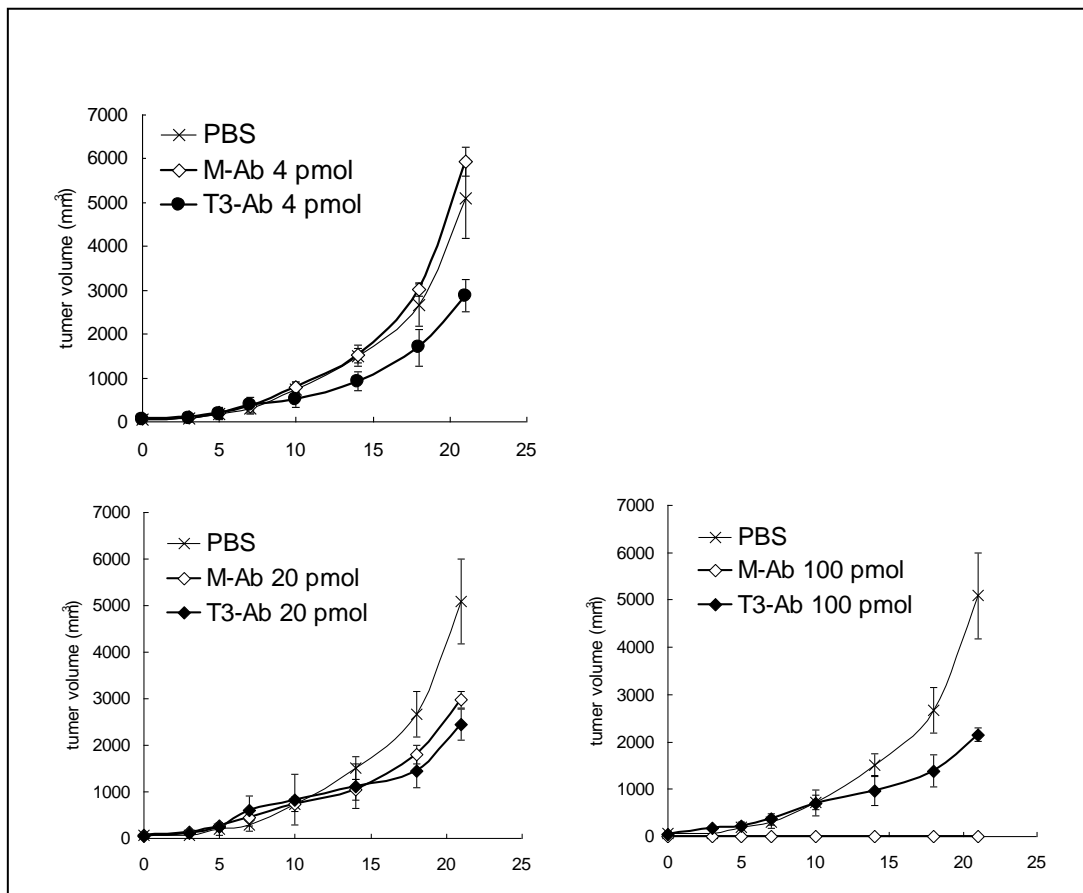 7000
6000
5000
4000
3000
2000
1000
0
tumer volume (mm³)
PBS
M-Ab 4 pmol
T3-Ab 4 pmol
0 5 10 15 20 25
7000
6000
5000
4000
3000
2000
1000
0
tumer volume (mm³)
PBS
M-Ab 20 pmol
T3-Ab 20 pmol
0 5 10 15 20 25
7000
6000
5000
4000
3000
2000
1000
0
tumer volume (mm³)
PBS
M-Ab 100 pmol
T3-Ab 100 pmol
0 5 10 15 20 25